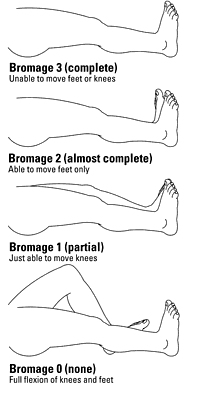 Bromage 3 (complete)
Unable to move feet or knees
Bromage 2 (almost complete)
Able to move feet only
Bromage 1 (partial)
Just able to move knees
Bromage 0 (none)
Full flexion of knees and feet